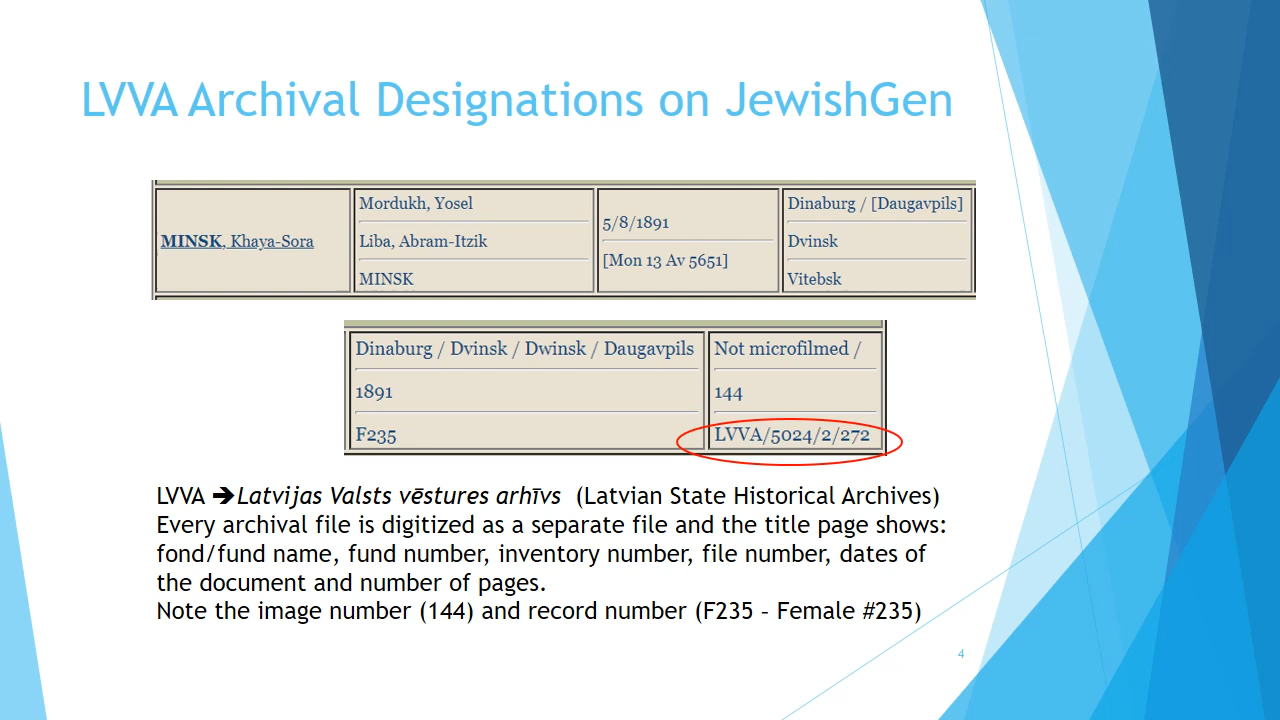 LVVA Archival Designations on JewishGen
MINSK, Khaya-Sora
Mordukh, Yosel
Liba, Abram-Itzik
MINSK
5/8/1891
[Mon 13 Av 5651]
Dinaburg / [Daugavpils]
Dvinsk
Vitebsk
Dinaburg / Dvinsk / Dwinsk / Daugavpils
1891
F235
Not microfilmed /
144
LVVA/5024/2/272
LVVA 🡺Latvijas Valsts vēstures arhīvs (Latvian State Historical Archives)
Every archival file is digitized as a separate file and the title page shows:
fond/fund name, fund number, inventory number, file number, dates of
the document and number of pages.
Note the image number (144) and record number (F235 – Female #235)
4